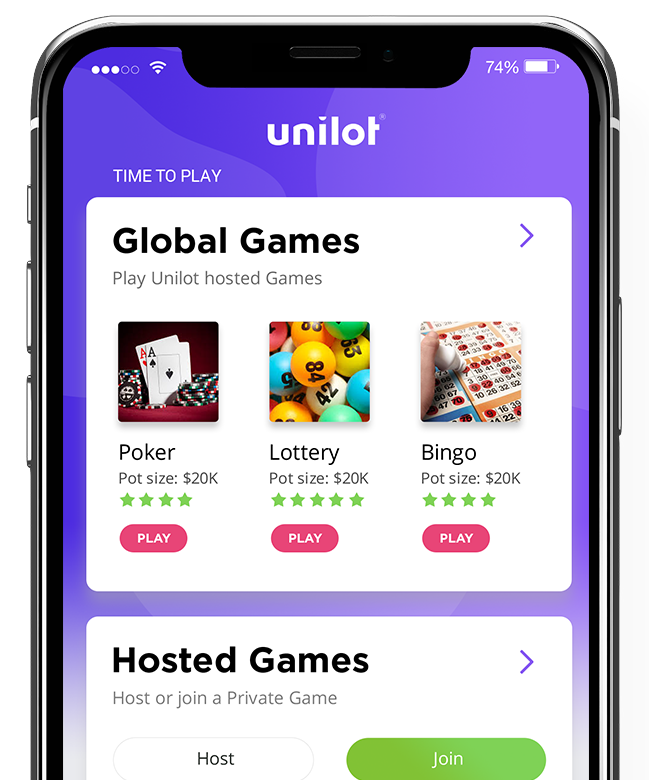 74%
unilot®
TIME TO PLAY
Global Games
Play Unilot hosted Games
Poker
Pot size: $20K
PLAY
Lottery
Pot size: $20K
PLAY
Bingo
Pot size: $20K
PLAY
Hosted Games
Host or join a Private Game
Host
Join